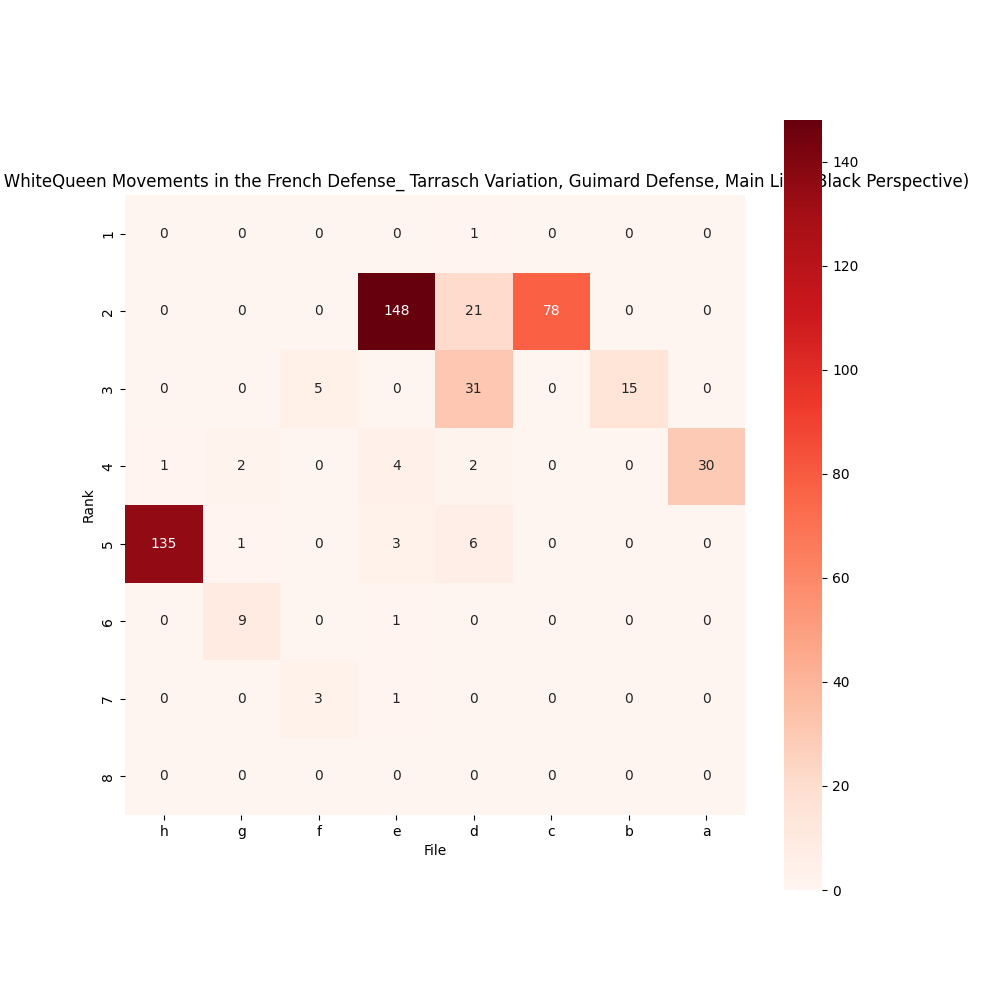 WhiteQueen Movements in the French Defense_ Tarrasch Variation, Guimard Defense, Main Li Black Perspective)
140
120
100
80
60
40
20
0
Rank
1 0 0 0 0 1 0 0 0
2 0 0 0 148 21 78 0 0
3 0 0 5 0 31 0 15 0
4 1 2 0 4 2 0 0 30
5 135 1 0 3 6 0 0 0
6 0 9 0 1 0 0 0 0
7 0 0 3 1 0 0 0 0
8 0 0 0 0 0 0 0 0
h g f e d c b a
File